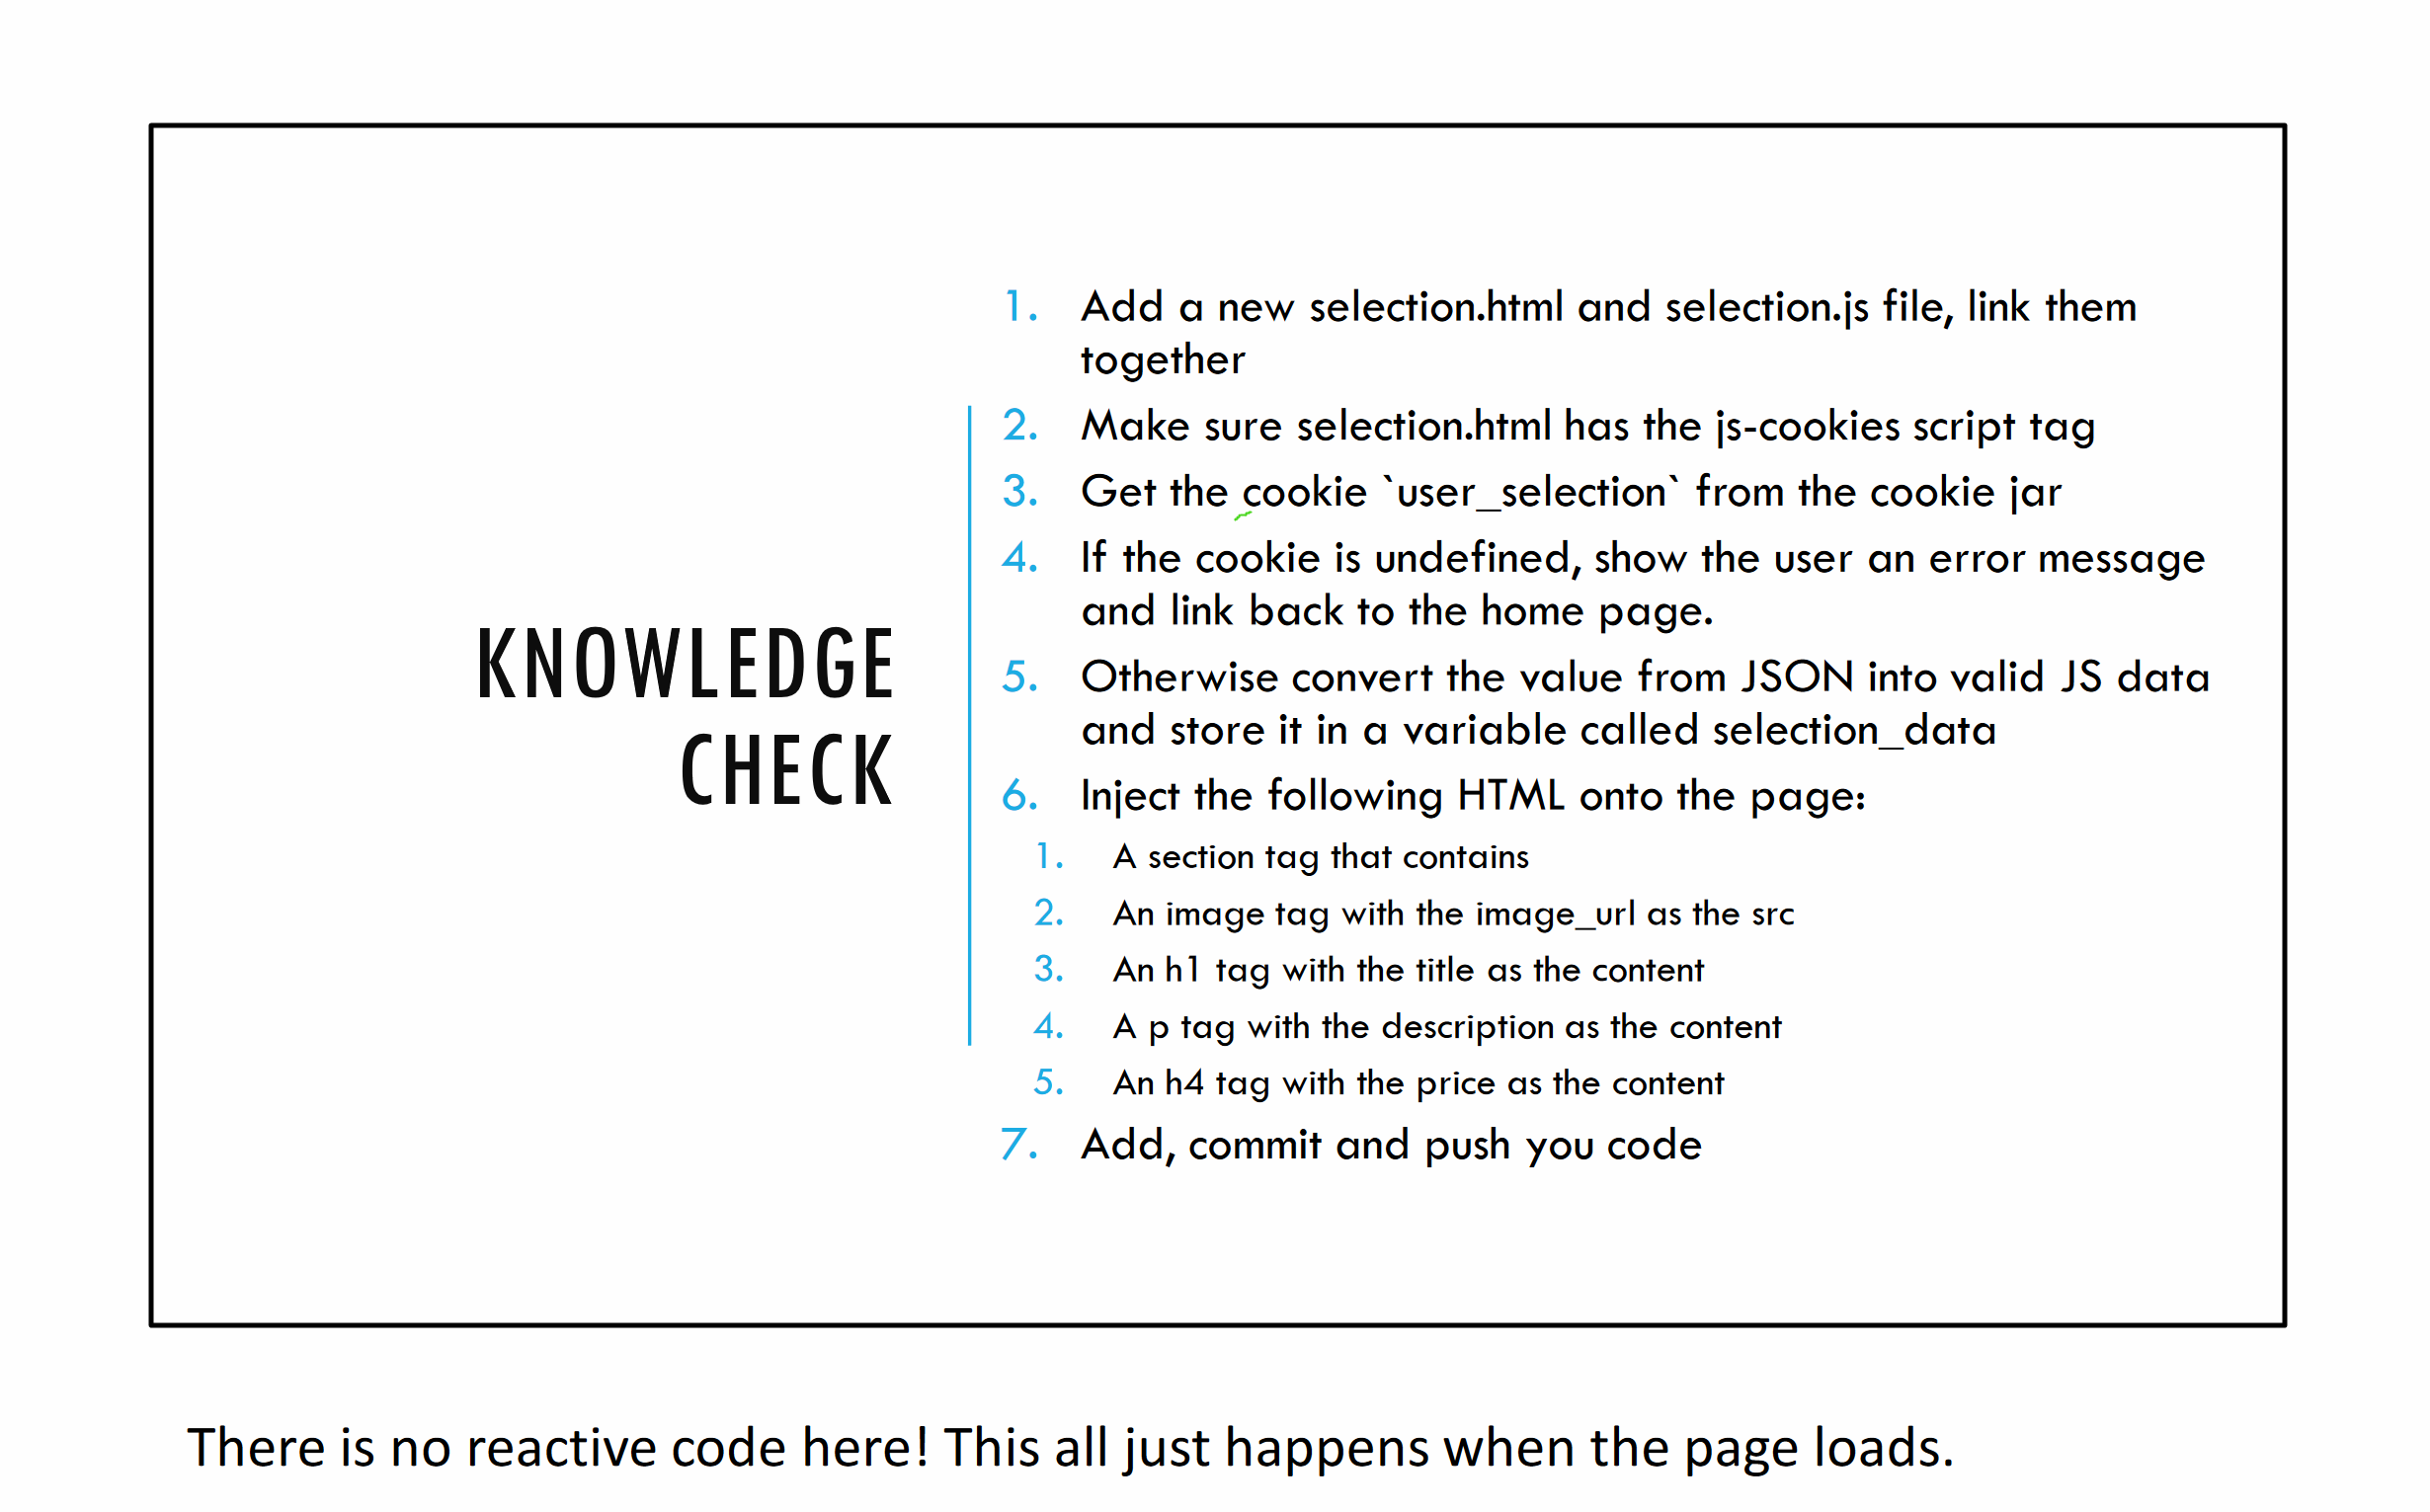 KNOWLEDGE
CHECK
1. Add a new selection.html and selection.js file, link them
together
2. Make sure selection.html has the js-cookies script tag
3. Get the cookie `user_selection` from the cookie jar
4. If the cookie is undefined, show the user an error message
and link back to the home page.
5. Otherwise convert the value from JSON into valid JS data
and store it in a variable called selection_data
6. Inject the following HTML onto the page:
1. A section tag that contains
2. An image tag with the image_url as the src
3. An h1 tag with the title as the content
4. A p tag with the description as the content
5. An h4 tag with the price as the content
7. Add, commit and push you code
There is no reactive code here! This all just happens when the page loads.